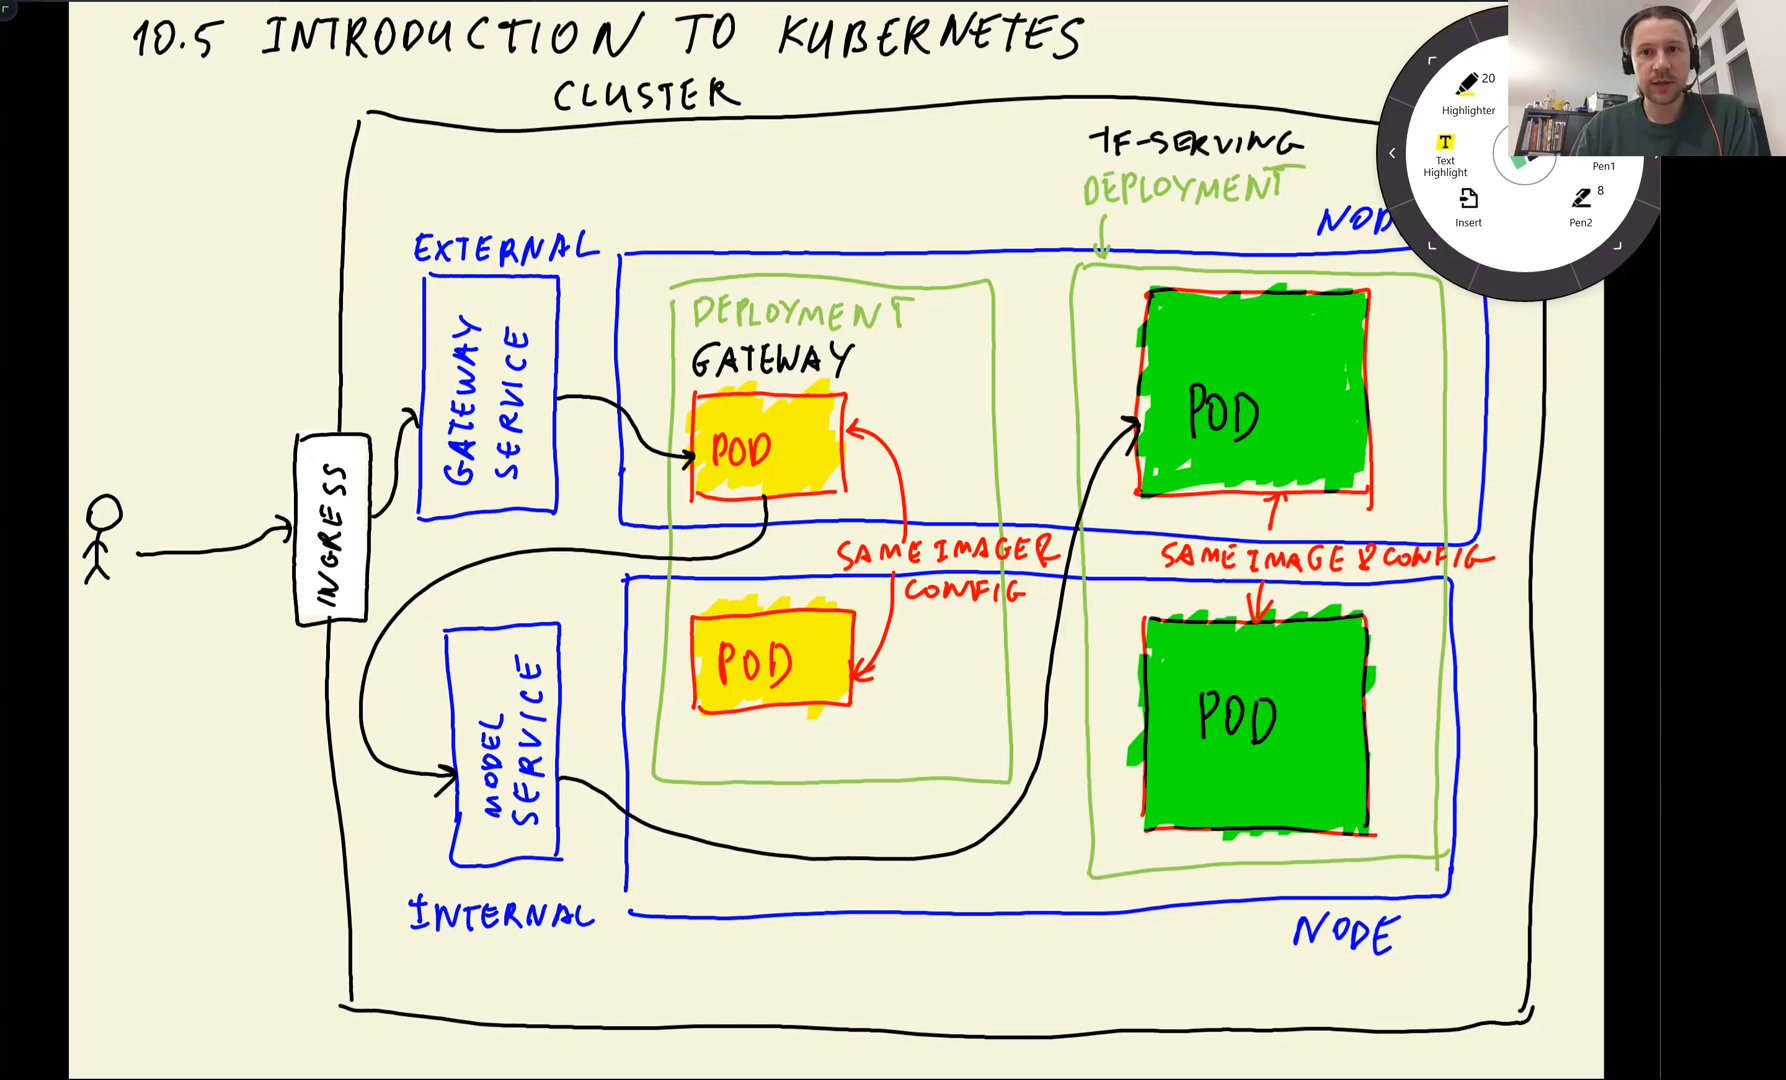 10.5 INTRODUCTION TO KUBERNETES
CLUSTER
20
Highlighter
Text
Highlight
Insert
Pen1
8
Pen2
TF-SERVING
DEPLOYMENT
NOD
EXTERNAL
GATEWAY
SERVICE
DEPLOYMENT
GATEWAY
POD
POD
INGRESS
SAME IMAGE &
CONFIG
SAME IMAGE & CONFIG
POD
POD
MODEL
SERVICE
INTERNAL
NODE